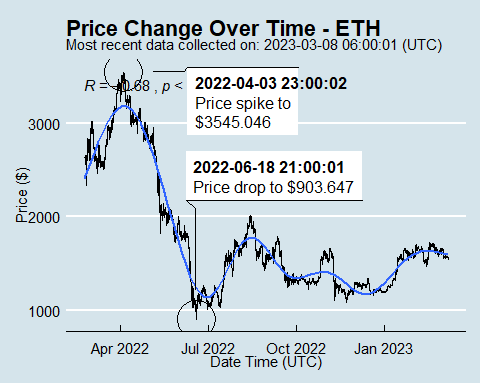 Price Change Over Time - ETH
Most recent data collected on: 2023-03-08 06:00:01 (UTC)
R = -0.68 , p <
2022-04-03 23:00:02
Price spike to
$3545.046
2022-06-18 21:00:01
Price drop to $903.647
Price ($)
3000
2000
1000
Apr 2022 Jul 2022 Oct 2022 Jan 2023
Date Time (UTC)